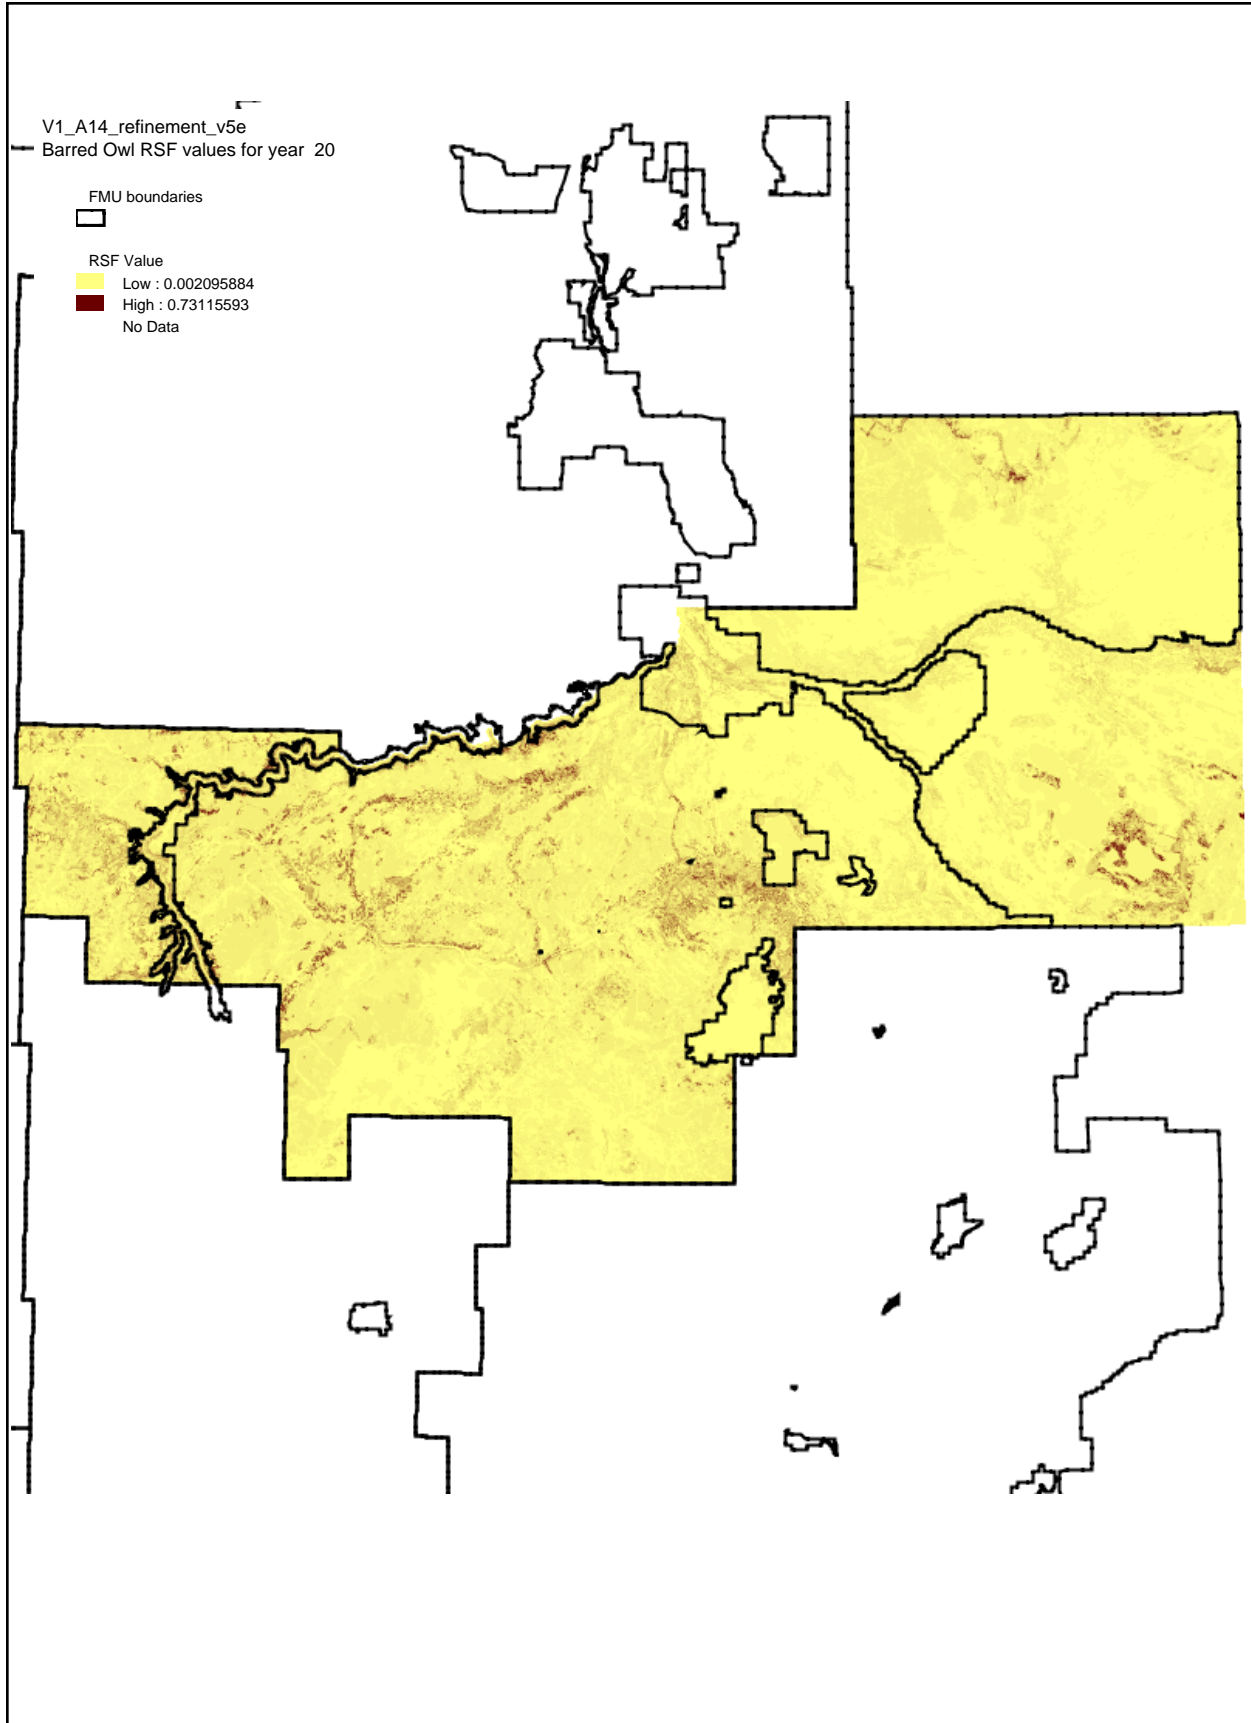 V1_A14_refinement_v5e
Barred Owl RSF values for year  20
FMU boundaries
RSF Value
Low : 0.002095884
High : 0.73115593
No Data